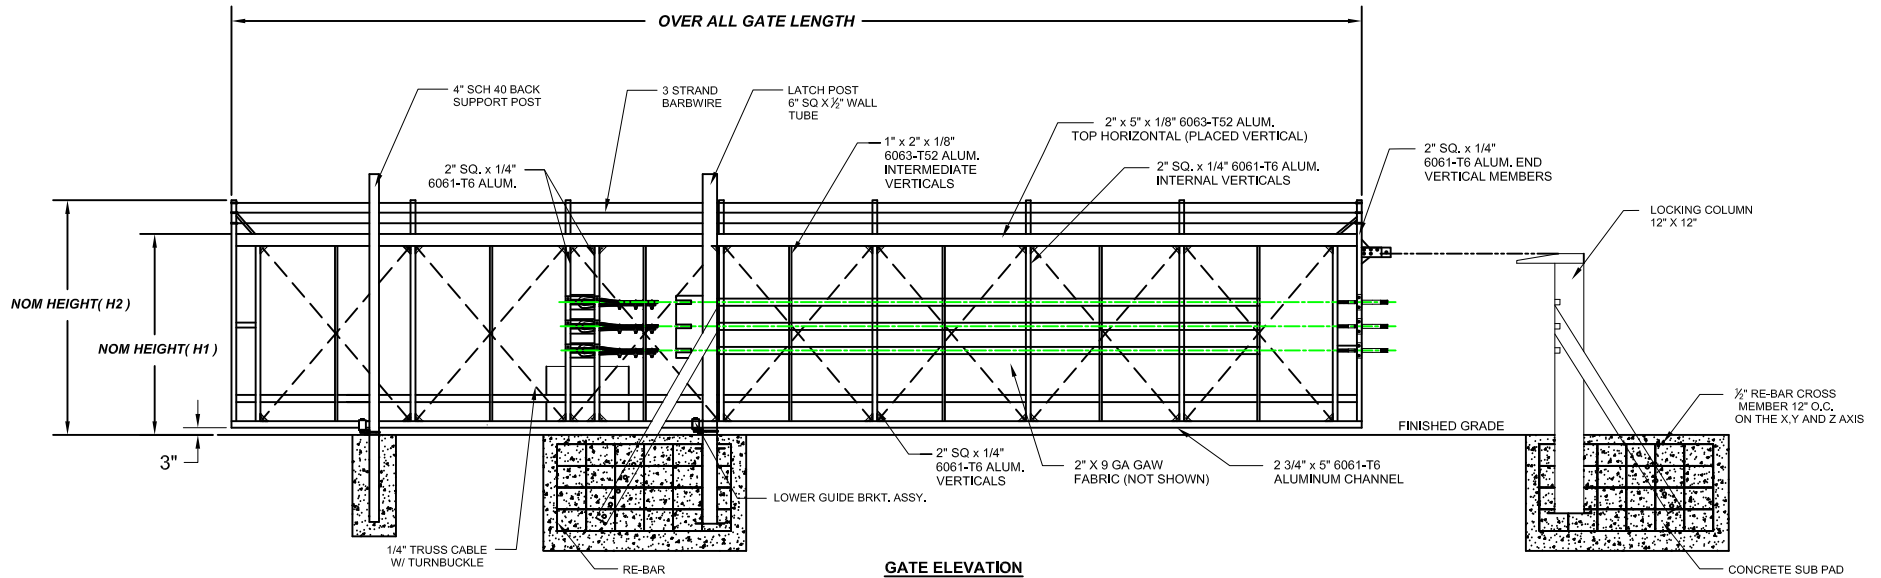 OVER ALL GATE LENGTH
4" SCH 40 BACK
SUPPORT POST
3 STRAND
BARBWIRE
LATCH POST
6" SQ X ½" WALL
TUBE
2" SQ. x 1/4"
6061-T6 ALUM.
1" x 2" x 1/8"
6063-T52 ALUM.
INTERMEDIATE
VERTICALS
2" x 5" x 1/8" 6063-T52 ALUM.
TOP HORIZONTAL (PLACED VERTICAL)
2" SQ. x 1/4" 6061-T6 ALUM.
INTERNAL VERTICALS
2" SQ. x 1/4"
6061-T6 ALUM. END
VERTICAL MEMBERS
LOCKING COLUMN
12" X 12"
NOM HEIGHT( H2 )
NOM HEIGHT( H1 )
3"
½" RE-BAR CROSS
MEMBER 12" O.C.
ON THE X,Y AND Z AXIS
FINISHED GRADE
2" SQ x 1/4"
6061-T6 ALUM.
VERTICALS
2" X 9 GA GAW
FABRIC (NOT SHOWN)
2 3/4" x 5" 6061-T6
ALUMINUM CHANNEL
LOWER GUIDE BRKT. ASSY.
1/4" TRUSS CABLE
W/ TURNBUCKLE
RE-BAR
GATE ELEVATION
CONCRETE SUB PAD